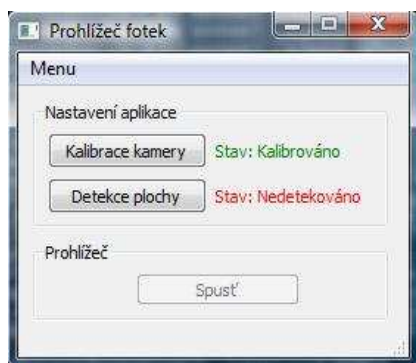 Prohlížeč fotek
Menu
Nastavení aplikace
Kalibrace kamery Stav: Kalibrováno
Detekce plochy Stav: Nedetekováno
Prohlížeč
Spusť